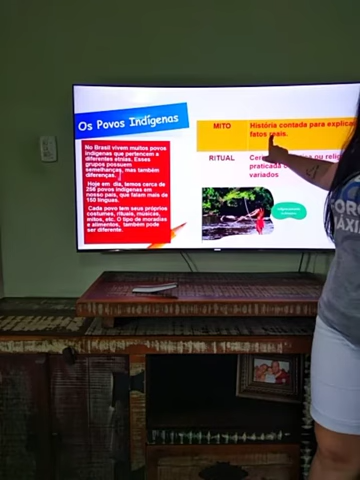 Os Povos Indígenas
No Brasil vivem muitos povos
indígenas que pertencem a
diferentes etnias. Esses
grupos possuem
semelhanças, mas também
diferenças.
Hoje em dia, temos cerca de
256 povos indígenas em
nosso país, que falam mais de
150 línguas.
Cada povo tem seus próprios
costumes, rituais, músicas,
mitos, etc. O tipo de moradias
e alimentos, também pode
ser diferente.
MITO
História contada para explica
fatos reais.
RITUAL
ou relig
praticada
variados